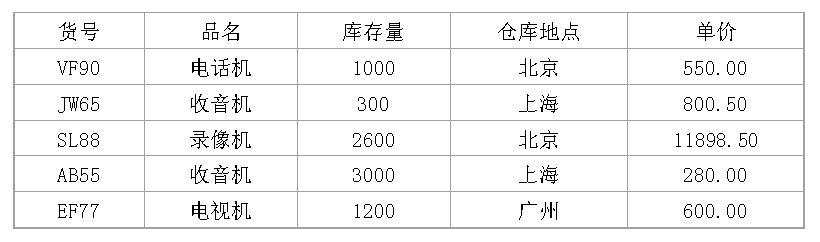 货号 品名 库存量 仓库地点 单价
VF90 电话机 1000 北京 550.00
JW65 收音机 300 上海 800.50
SL88 录像机 2600 北京 11898.50
AB55 收音机 3000 上海 280.00
EF77 电视机 1200 广州 600.00